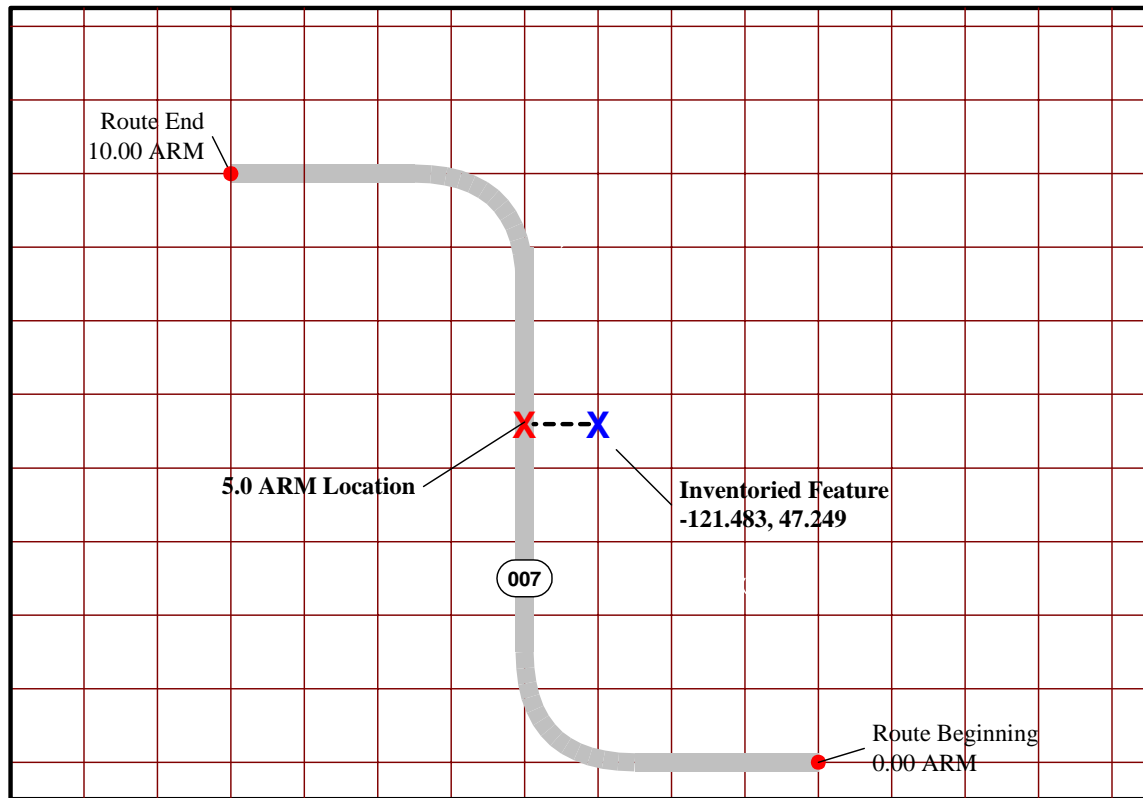 Route End
10.00 ARM
5.0 ARM Location
Inventoried Feature
-121.483, 47.249
007
Route Beginning
0.00 ARM
X
X